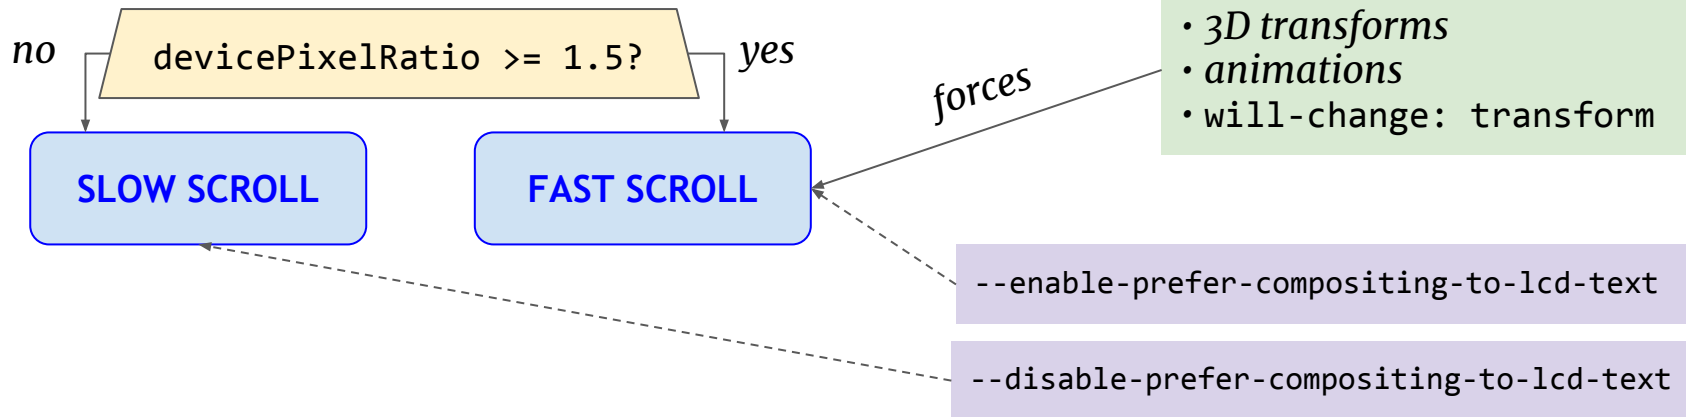 no
devicePixelRatio >= 1.5?
yes
forces
• 3D transforms
• animations
• will-change: transform
SLOW SCROLL
FAST SCROLL
--enable-prefer-compositing-to-lcd-text
--disable-prefer-compositing-to-lcd-text